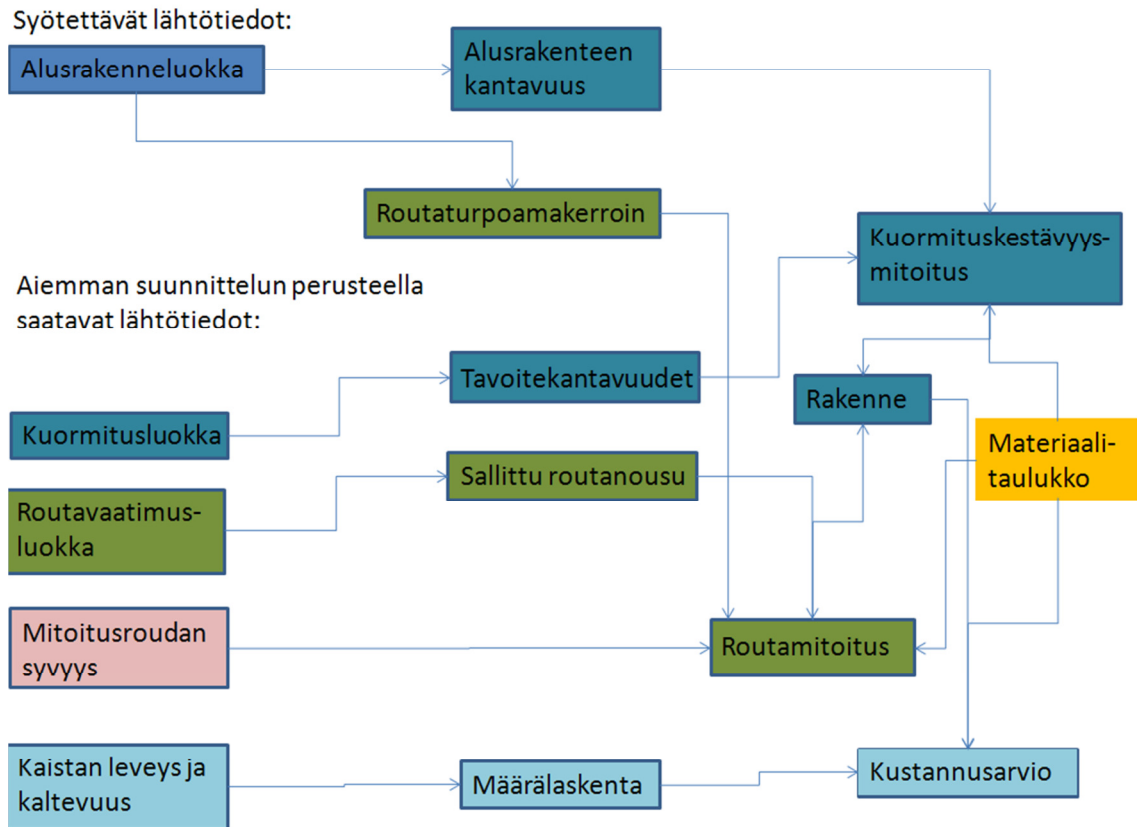 Syötettävät lähtötiedot:
Alusrakenneluokka
Alusrakenteen
kantavuus
Routaturpoamakerroin
Kuormituskestävyys-
mitoitus
Aiemman suunnittelun perusteella
saatavat lähtötiedot:
Tavoitekantavuudet
Rakenne
Kuormitusluokka
Materiaali-
taulukko
Sallittu routanousu
Routavaatimus-
luokka
Mitoitusroudan
syvyys
Routamitoitus
Kaistan leveys ja
kaltevuus
Määrälaskenta
Kustannusarvio